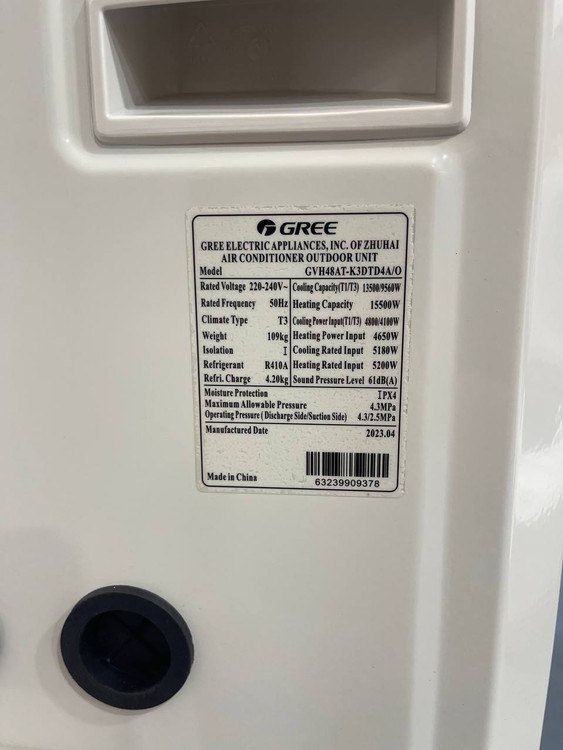 GREE
GREE ELECTRIC APPLIANCES, INC. OF ZHUHAI
AIR CONDITIONER OUTDOOR UNIT
Model GVH48AT-K3DTD4A/O
Rated Voltage 220-240V~ Cooling Capacity(T1/T3) 13500/9560W
Rated Frequency 50Hz Heating Capacity 15500W
Climate Type T3 Cooling Power Input(T1/T3) 4800/4100W
Weight 109kg Heating Power Input 4650W
Isolation I Cooling Rated Input 5180W
Refrigerant R410A Heating Rated Input 5200W
Refri. Charge 4.20kg Sound Pressure Level 61dB(A)
Moisture Protection IPX4
Maximum Allowable Pressure 4.3MPa
Operating Pressure(Discharge Side/Suction Side) 4.3/2.5MPa
Manufactured Date 2023.04
Made in China
63239909378